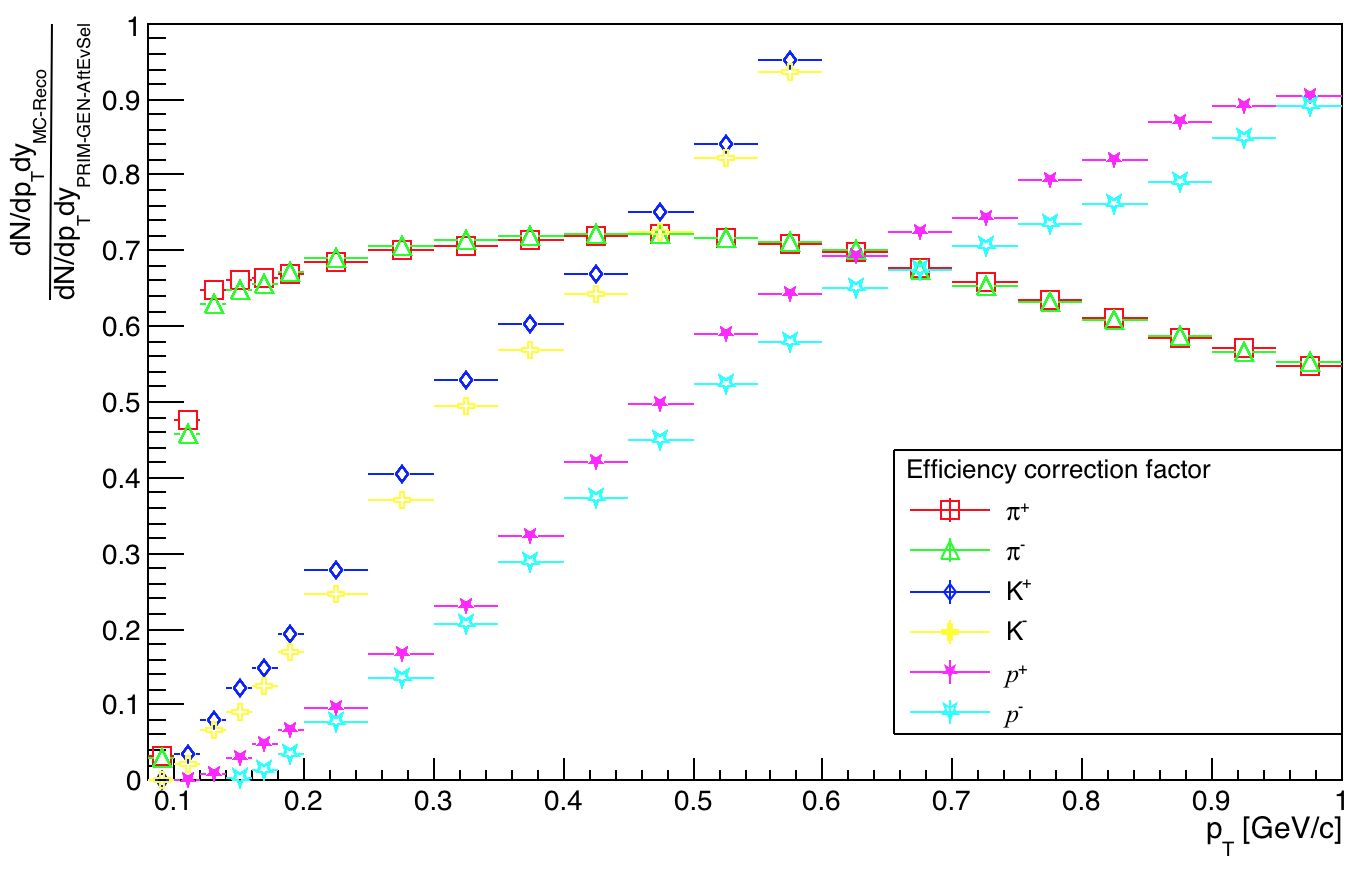 dN/dp_T dy_MC-Reco
dN/dp_T dy_PRIM-GEN-AftEvSel
1
0.9
0.8
0.7
0.6
0.5
0.4
0.3
0.2
0.1
0
Efficiency correction factor
π⁺
π⁻
K⁺
K⁻
p⁺
p⁻
0.1 0.2 0.3 0.4 0.5 0.6 0.7 0.8 0.9 1
p_T [GeV/c]